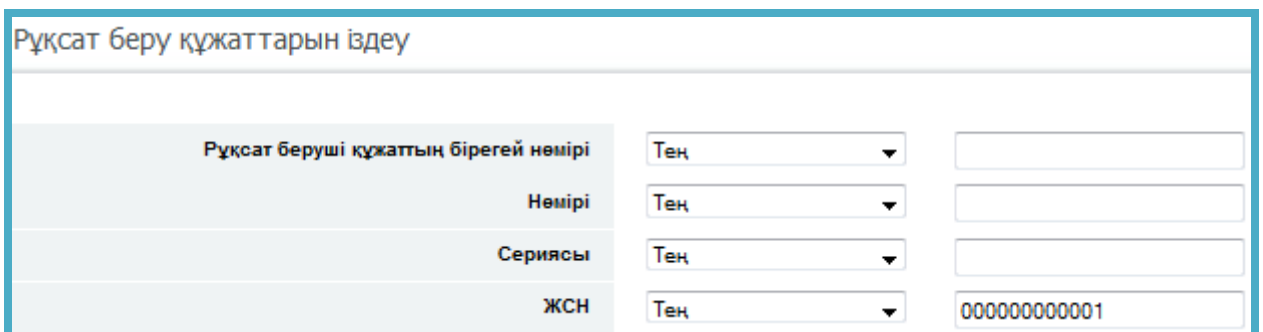 Рұқсат беру құжаттарын іздеу
Рұқсат беруші құжаттың бірегей нөмірі Тең
Нөмірі Тең
Сериясы Тең
ЖСН Тең 000000000001